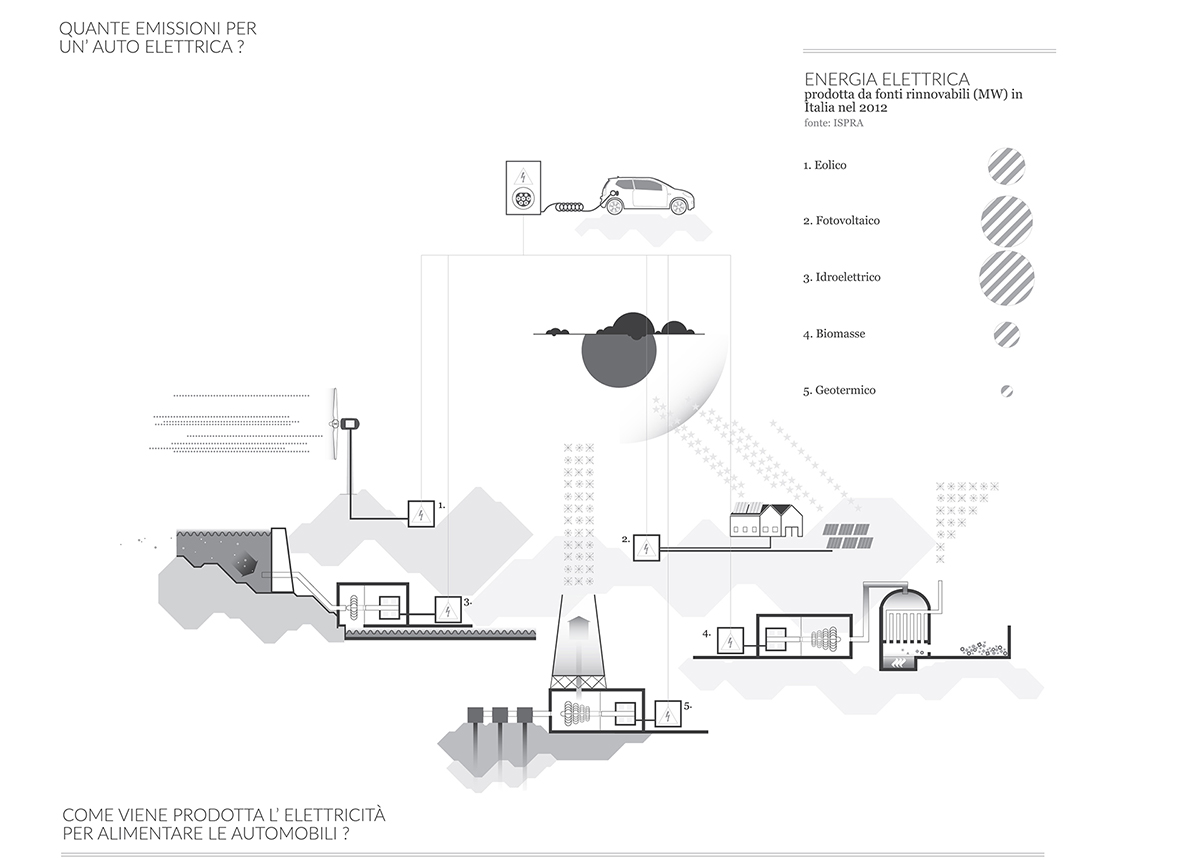 QUANTE EMISSIONI PER
UN' AUTO ELETTRICA ?
ENERGIA ELETTRICA
prodotta da fonti rinnovabili (MW) in
Italia nel 2012
fonte: ISPRA
1. Eolico
2. Fotovoltaico
3. Idroelettrico
4. Biomasse
5. Geotermico
1.
2.
3.
4.
5.
COME VIENE PRODOTTA L' ELETTRICITÀ
PER ALIMENTARE LE AUTOMOBILI ?